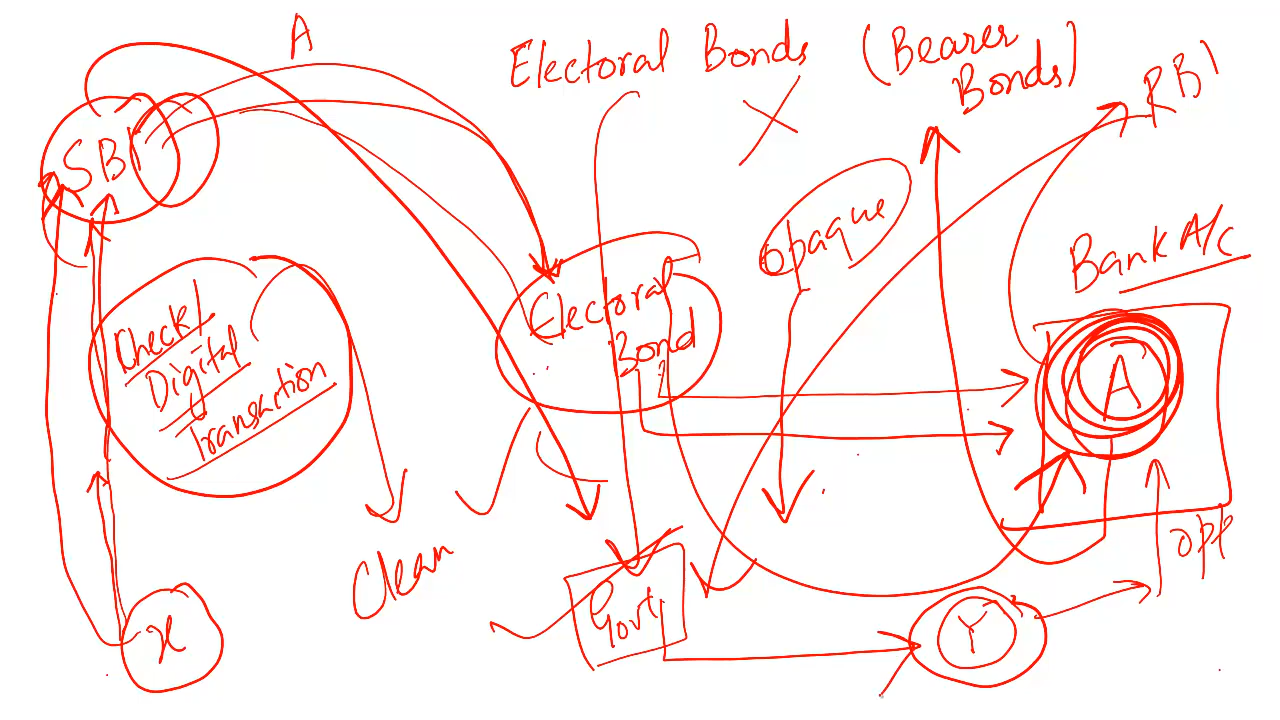 A
Electoral Bonds (Bearer
Bonds)
RBI
SBI
opaque
Bank A/c
Electoral
Bond
Check/
Digital
Transaction
A
Clean
opp
Govt
x
Y